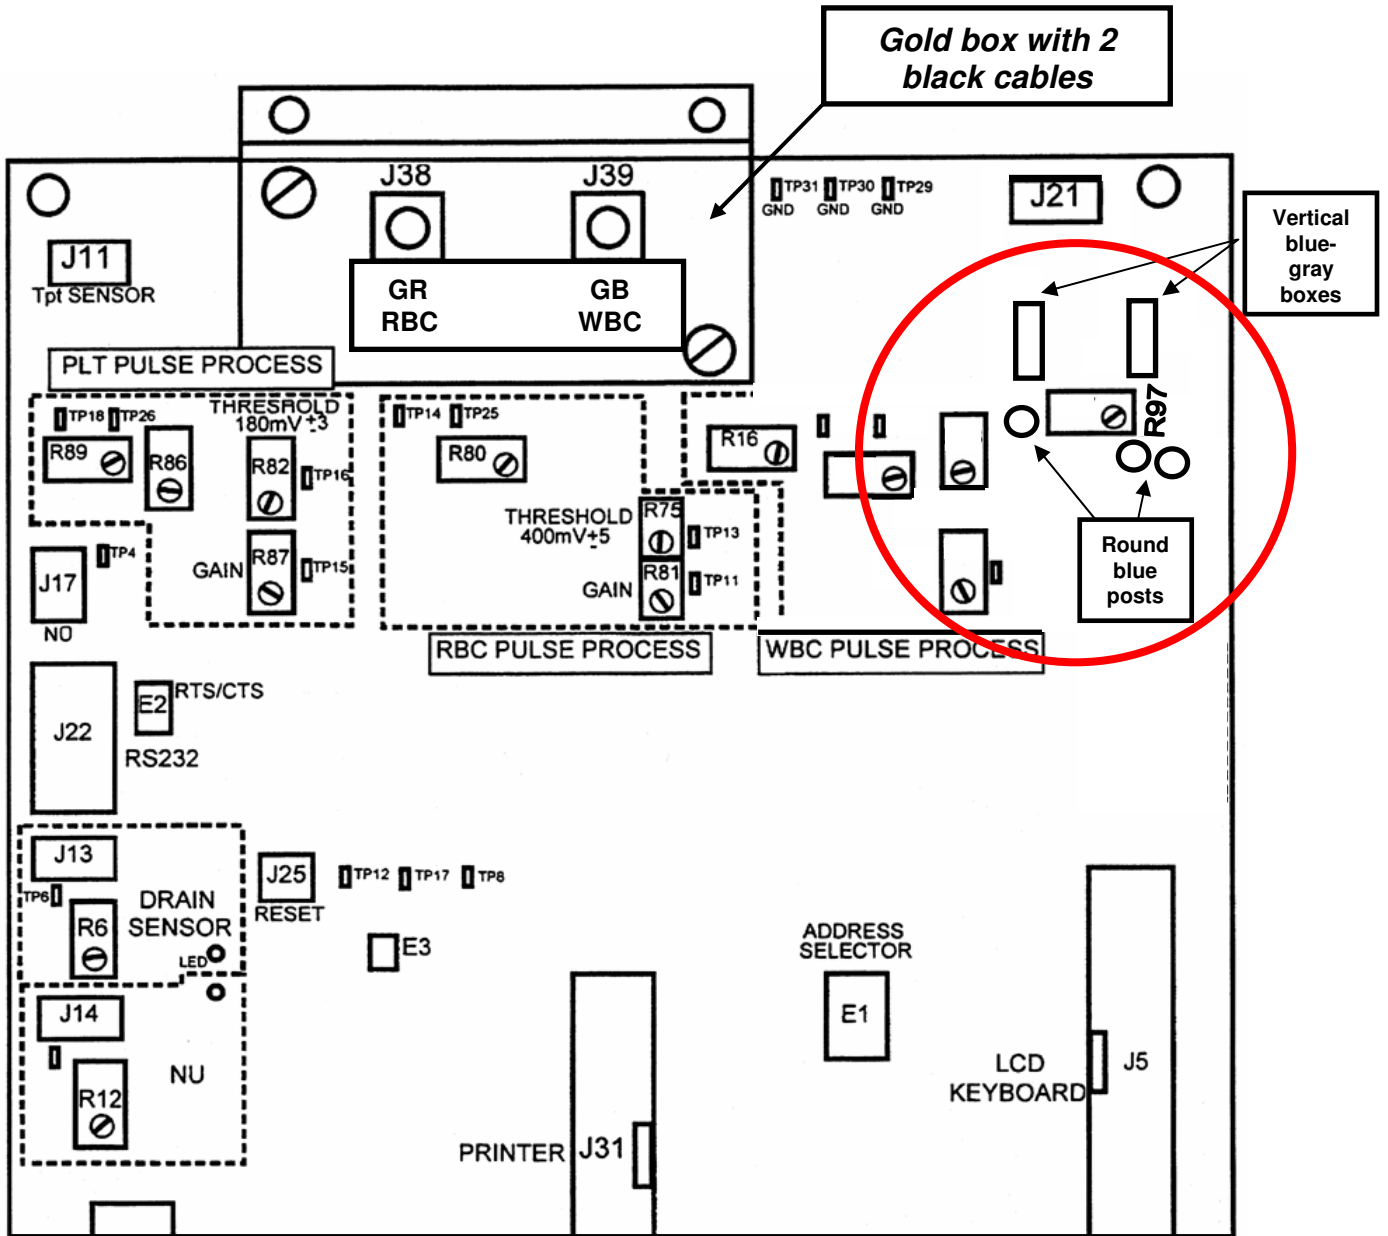 Gold box with 2
black cables
J38
J39
TP31
TP30
TP29
GND
GND
GND
J21
Vertical
blue-
gray
boxes
J11
Tpt SENSOR
GR
RBC
GB
WBC
PLT PULSE PROCESS
TP18
TP26
THRESHOLD
180mV ±3
TP14
TP25
R97
R89
R86
R82
TP16
R80
R16
THRESHOLD
400mV±5
R75
TP13
Round
blue
posts
TP4
J17
NO
GAIN
R87
TP15
GAIN
R81
TP11
RBC PULSE PROCESS
WBC PULSE PROCESS
J22
E2
RTS/CTS
RS232
J13
TP6
R6
DRAIN
SENSOR
LED
J25
RESET
TP12
TP17
TP8
E3
ADDRESS
SELECTOR
E1
J14
NU
R12
LCD
KEYBOARD
J5
PRINTER
J31